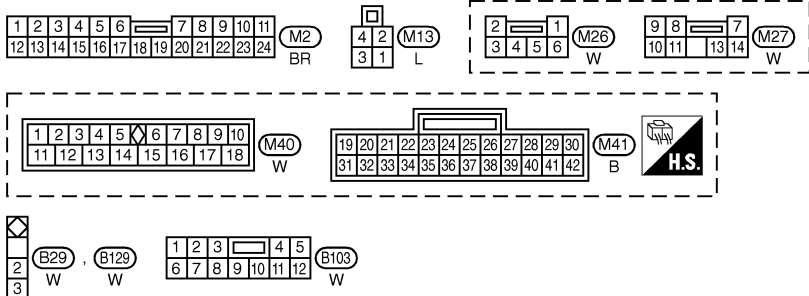 1 2 3 4 5 6 7 8 9 10 11
12 13 14 15 16 17 18 19 20 21 22 23 24
M2
BR
4 2
3 1
M13
L
2 1
3 4 5 6
M26
W
9 8 7
10 11 13 14
M27
W
1 2 3 4 5 6 7 8 9 10
11 12 13 14 15 16 17 18
M40
W
19 20 21 22 23 24 25 26 27 28 29 30
31 32 33 34 35 36 37 38 39 40 41 42
M41
B
H.S.
2
3
B29
W
,
B129
W
1 2 3 4 5
6 7 8 9 10 11 12
B103
W